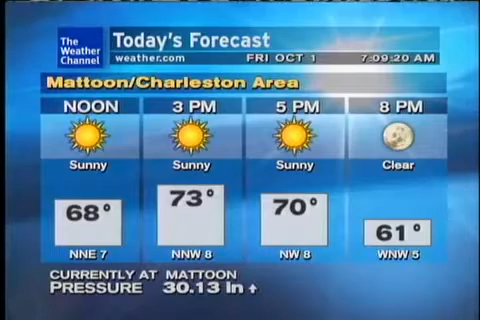 The
Weather
Channel
Today's Forecast
weather.com FRI OCT 1 7:09:20 AM
Mattoon/Charleston Area
NOON 3 PM 5 PM 8 PM
Sunny Sunny Sunny Clear
68° 73° 70° 61°
NNE 7 NNW 8 NW 8 WNW 5
CURRENTLY AT MATTOON
PRESSURE 30.13 in ↑